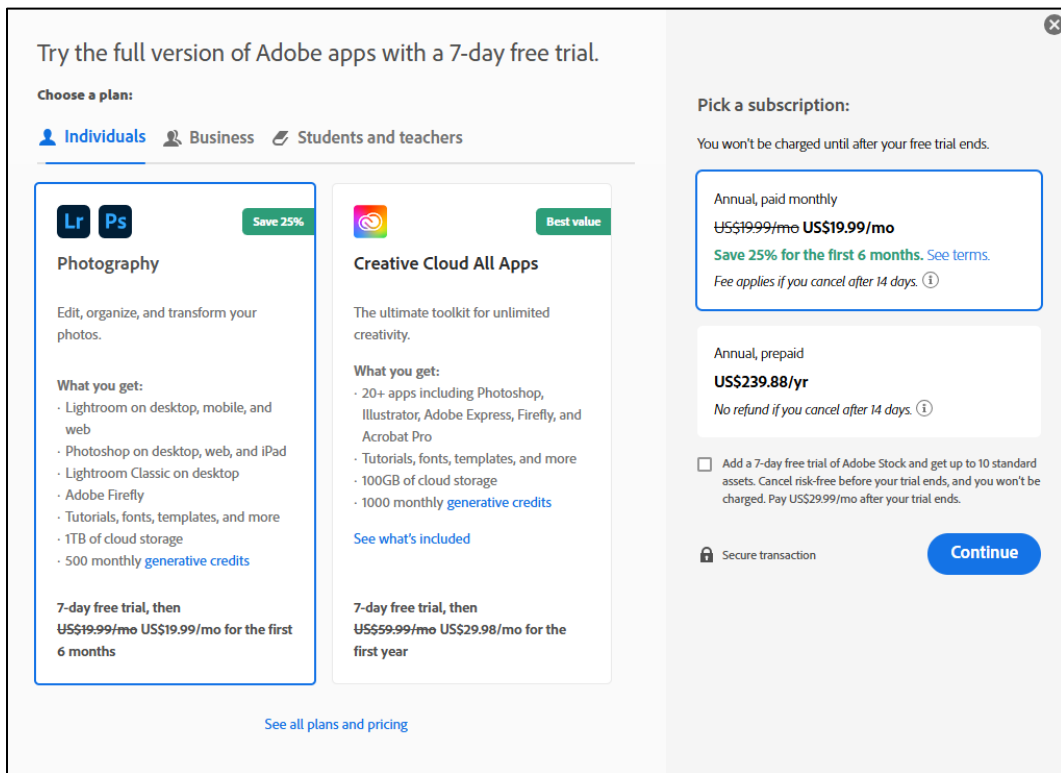 Try the full version of Adobe apps with a 7-day free trial.
Choose a plan:
Individuals
Business
Students and teachers
Lr Ps
Save 25%
Photography
Edit, organize, and transform your
photos.
What you get:
· Lightroom on desktop, mobile, and
web
· Photoshop on desktop, web, and iPad
· Lightroom Classic on desktop
· Adobe Firefly
· Tutorials, fonts, templates, and more
· 1TB of cloud storage
· 500 monthly generative credits
7-day free trial, then
US$19.99/mo US$19.99/mo for the first
6 months
Best value
Creative Cloud All Apps
The ultimate toolkit for unlimited
creativity.
What you get:
· 20+ apps including Photoshop,
Illustrator, Adobe Express, Firefly, and
Acrobat Pro
· Tutorials, fonts, templates, and more
· 100GB of cloud storage
· 1000 monthly generative credits
See what's included
7-day free trial, then
US$59.99/mo US$29.98/mo for the
first year
See all plans and pricing
Pick a subscription:
You won't be charged until after your free trial ends.
Annual, paid monthly
US$19.99/mo US$19.99/mo
Save 25% for the first 6 months. See terms.
Fee applies if you cancel after 14 days.
Annual, prepaid
US$239.88/yr
No refund if you cancel after 14 days.
Add a 7-day free trial of Adobe Stock and get up to 10 standard
assets. Cancel risk-free before your trial ends, and you won't be
charged. Pay US$29.99/mo after your trial ends.
Secure transaction
Continue